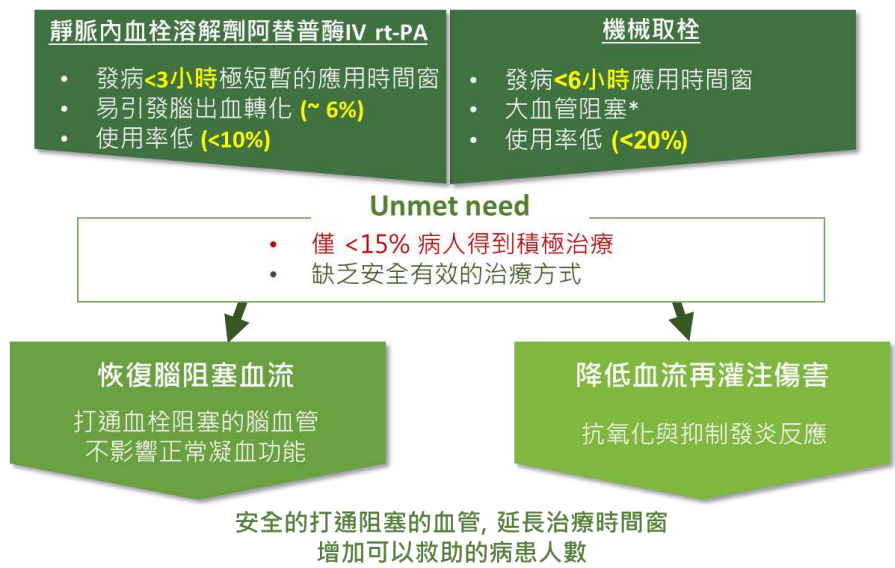 靜脈內血栓溶解劑阿替普酶IV rt-PA
• 發病<3小時極短暫的應用時間窗
• 易引發腦出血轉化 (~ 6%)
• 使用率低 (<10%)
機械取栓
• 發病<6小時應用時間窗
• 大血管阻塞*
• 使用率低 (<20%)
Unmet need
• 僅 <15% 病人得到積極治療
• 缺乏安全有效的治療方式
恢復腦阻塞血流
打通血栓阻塞的腦血管
不影響正常凝血功能
降低血流再灌注傷害
抗氧化與抑制發炎反應
安全的打通阻塞的血管, 延長治療時間窗
增加可以救助的病患人數